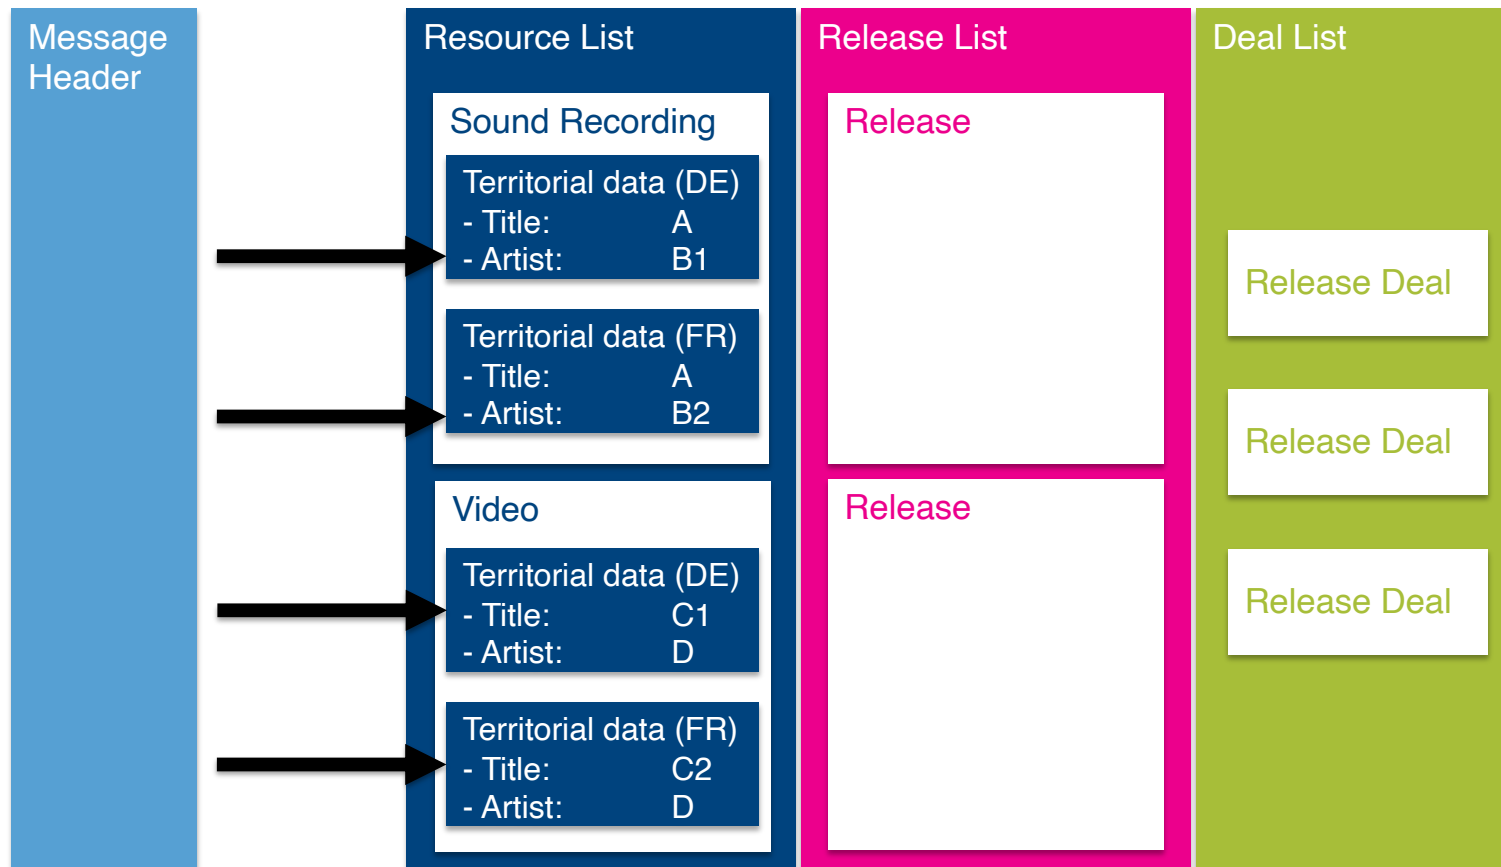 Message
Header
Resource List
Sound Recording
Territorial data (DE)
- Title: A
- Artist: B1
Territorial data (FR)
- Title: A
- Artist: B2
Video
Territorial data (DE)
- Title: C1
- Artist: D
Territorial data (FR)
- Title: C2
- Artist: D
Release List
Release
Release
Deal List
Release Deal
Release Deal
Release Deal